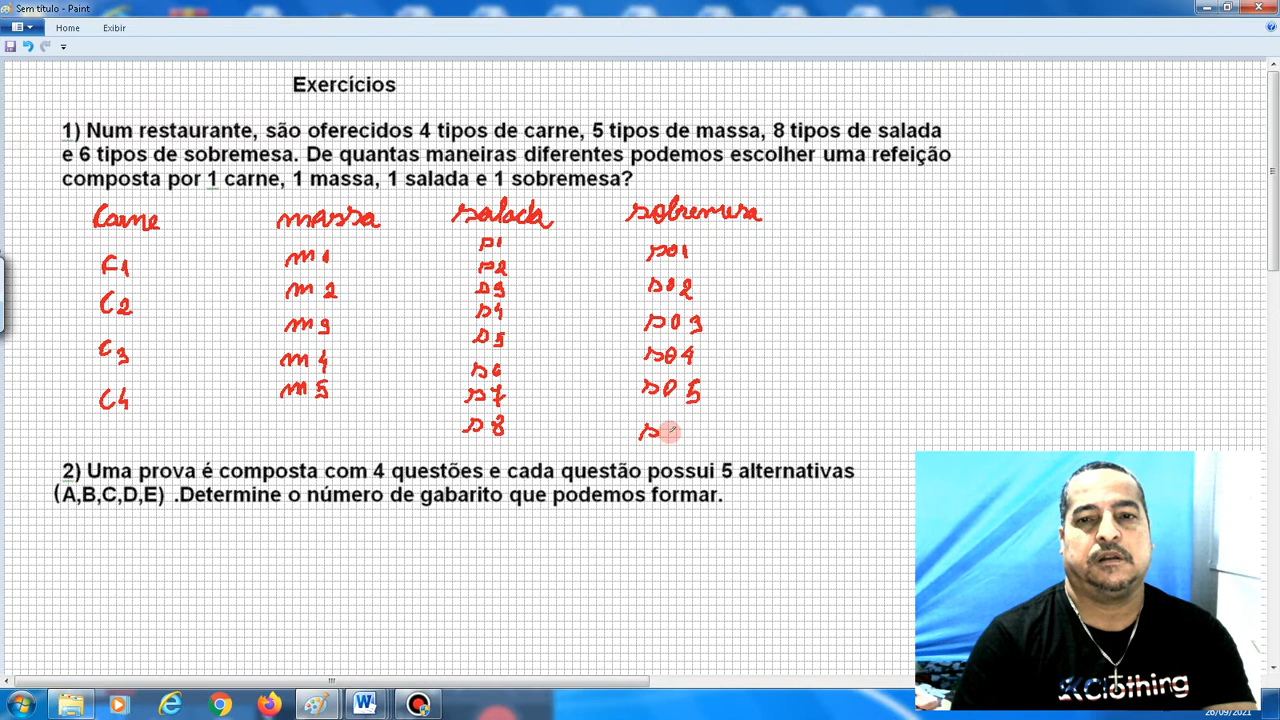 Sem título - Paint
Home Exibir
Exercícios
1) Num restaurante, são oferecidos 4 tipos de carne, 5 tipos de massa, 8 tipos de salada
e 6 tipos de sobremesa. De quantas maneiras diferentes podemos escolher uma refeição
composta por 1 carne, 1 massa, 1 salada e 1 sobremesa?
Carne massa salada sobremesa
C1 m1 s1 so1
C2 m2 s2 so2
C3 m3 s3 so3
C4 m4 s4 so4
m5 s5 so5
s6
s7
s8 s
2) Uma prova é composta com 4 questões e cada questão possui 5 alternativas
(A,B,C,D,E) .Determine o número de gabarito que podemos formar.
Clothing
26/09/2021